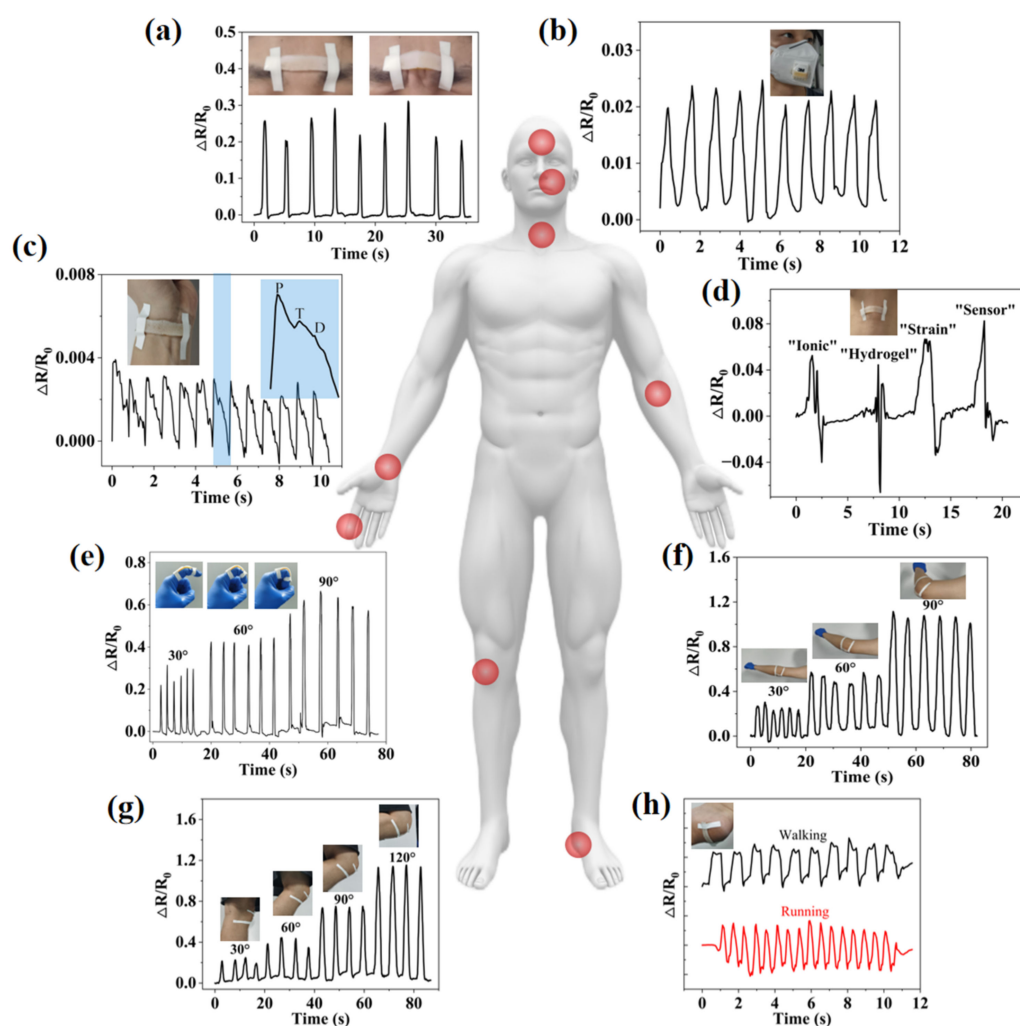 (a)
ΔR/R0
0.5
0.4
0.3
0.2
0.1
0.0
0 10 20 30
Time (s)
(b)
ΔR/R0
0.03
0.02
0.01
0.00
0 2 4 6 8 10 12
Time (s)
(c)
ΔR/R0
0.008
0.004
0.000
P
T
D
0 2 4 6 8 10
Time (s)
(d)
ΔR/R0
0.08
0.04
0.00
−0.04
"Ionic"
"Hydrogel"
"Strain"
"Sensor"
0 5 10 15 20
Time (s)
(e)
ΔR/R0
0.8
0.6
0.4
0.2
0.0
30°
60°
90°
0 20 40 60 80
Time (s)
(f)
ΔR/R0
1.6
1.2
0.8
0.4
0.0
30°
60°
90°
0 20 40 60 80
Time (s)
(g)
ΔR/R0
1.6
1.2
0.8
0.4
0.0
30°
60°
90°
120°
0 20 40 60 80
Time (s)
(h)
ΔR/R0
Walking
Running
0 2 4 6 8 10 12
Time (s)